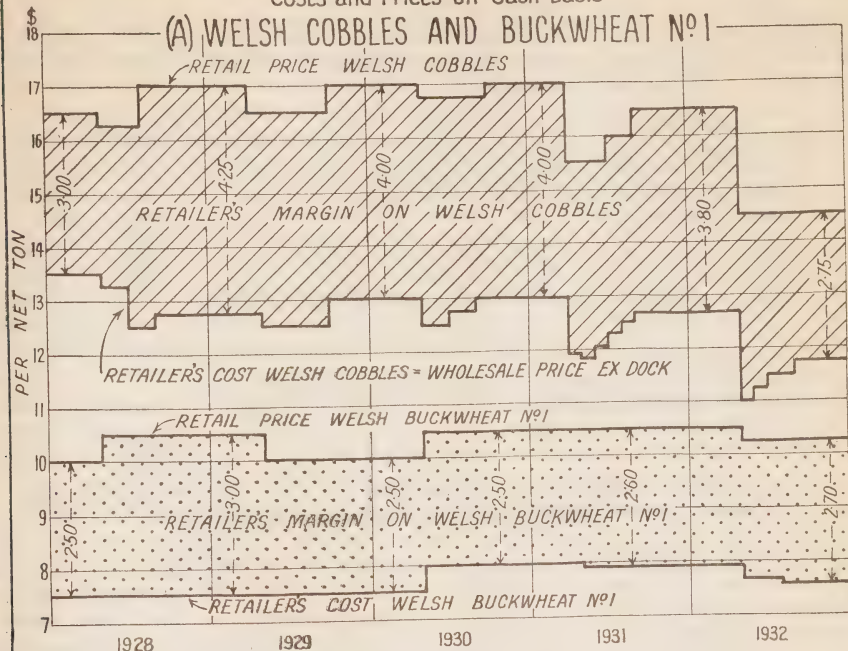 Costs and Prices on Cash Basis
(A) WELSH COBBLES AND BUCKWHEAT Nº1
$
18
RETAIL PRICE WELSH COBBLES
17
16
3.00
4.25
4.00
4.00
3.80
2.75
15
RETAILER'S MARGIN ON WELSH COBBLES
14
13
PER NET TON
12
RETAILER'S COST WELSH COBBLES = WHOLESALE PRICE EX DOCK
11
RETAIL PRICE WELSH BUCKWHEAT Nº1
10
2.50
3.00
2.50
2.50
2.60
2.70
9
RETAILER'S MARGIN ON WELSH BUCKWHEAT Nº1
8
RETAILERS COST WELSH BUCKWHEAT Nº1
7
1928 1929 1930 1931 1932